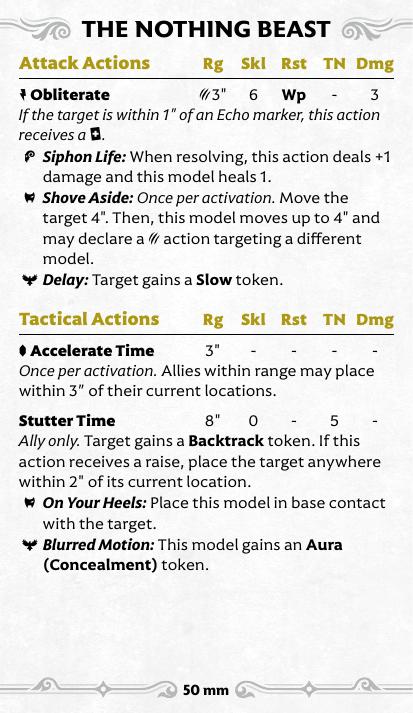 THE NOTHING BEAST
Attack Actions Rg Skl Rst TN Dmg
Obliterate 3" 6 Wp - 3
If the target is within 1" of an Echo marker, this action
receives a .
Siphon Life: When resolving, this action deals +1
damage and this model heals 1.
Shove Aside: Once per activation. Move the
target 4". Then, this model moves up to 4" and
may declare a action targeting a different
model.
Delay: Target gains a Slow token.
Tactical Actions Rg Skl Rst TN Dmg
Accelerate Time 3" - - - -
Once per activation. Allies within range may place
within 3" of their current locations.
Stutter Time 8" 0 - 5 -
Ally only. Target gains a Backtrack token. If this
action receives a raise, place the target anywhere
within 2" of its current location.
On Your Heels: Place this model in base contact
with the target.
Blurred Motion: This model gains an Aura
(Concealment) token.
50 mm